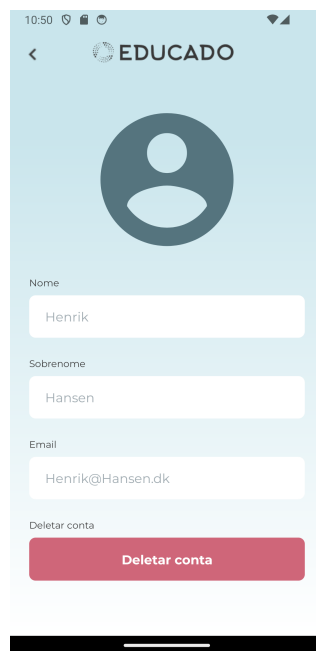 10:50
EDUCADO
Nome
Henrik
Sobrenome
Hansen
Email
Henrik@Hansen.dk
Deletar conta
Deletar conta